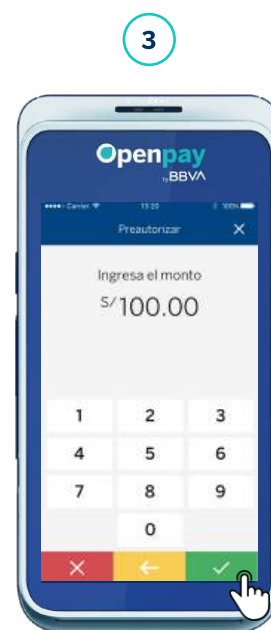 3
Openpay
by BBVA
Carrier 13:20 100%
Preautorizar
Ingresa el monto
S/100.00
1 2 3
4 5 6
7 8 9
0